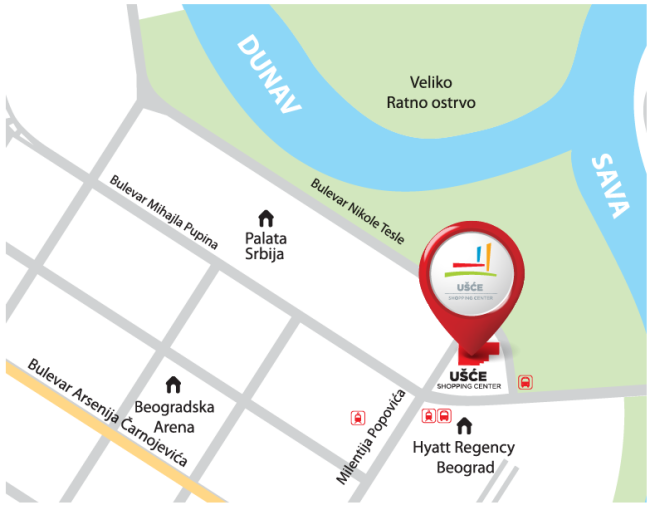 DUNAV
Veliko
Ratno ostrvo
SAVA
Bulevar Mihajla Pupina
Bulevar Nikole Tesle
Palata
Srbija
UŠĆE
SHOPPING CENTER
UŠĆE
SHOPPING CENTER
Bulevar Arsenija Čarnojevića
Beogradska
Arena
Milentija Popovića
Hyatt Regency
Beograd